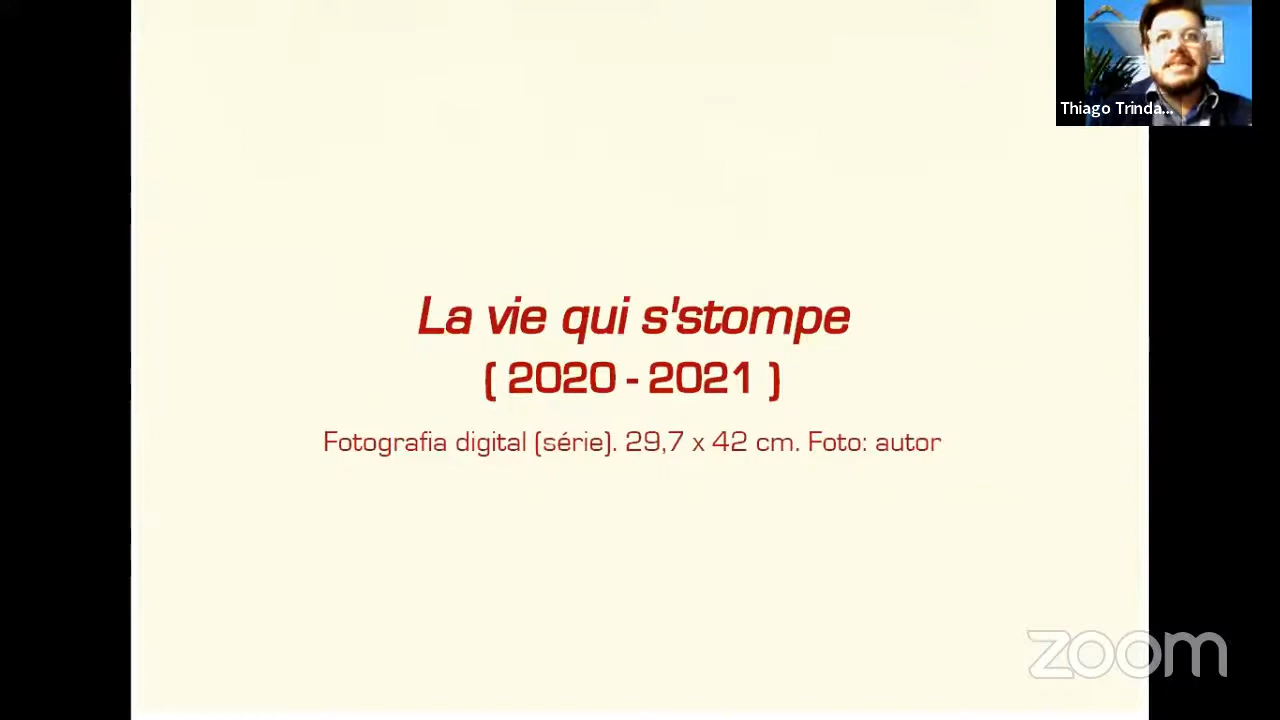 Thiago Trinda...
La vie qui s'stompe
( 2020 - 2021 )
Fotografia digital (série). 29,7 x 42 cm. Foto: autor
zoom